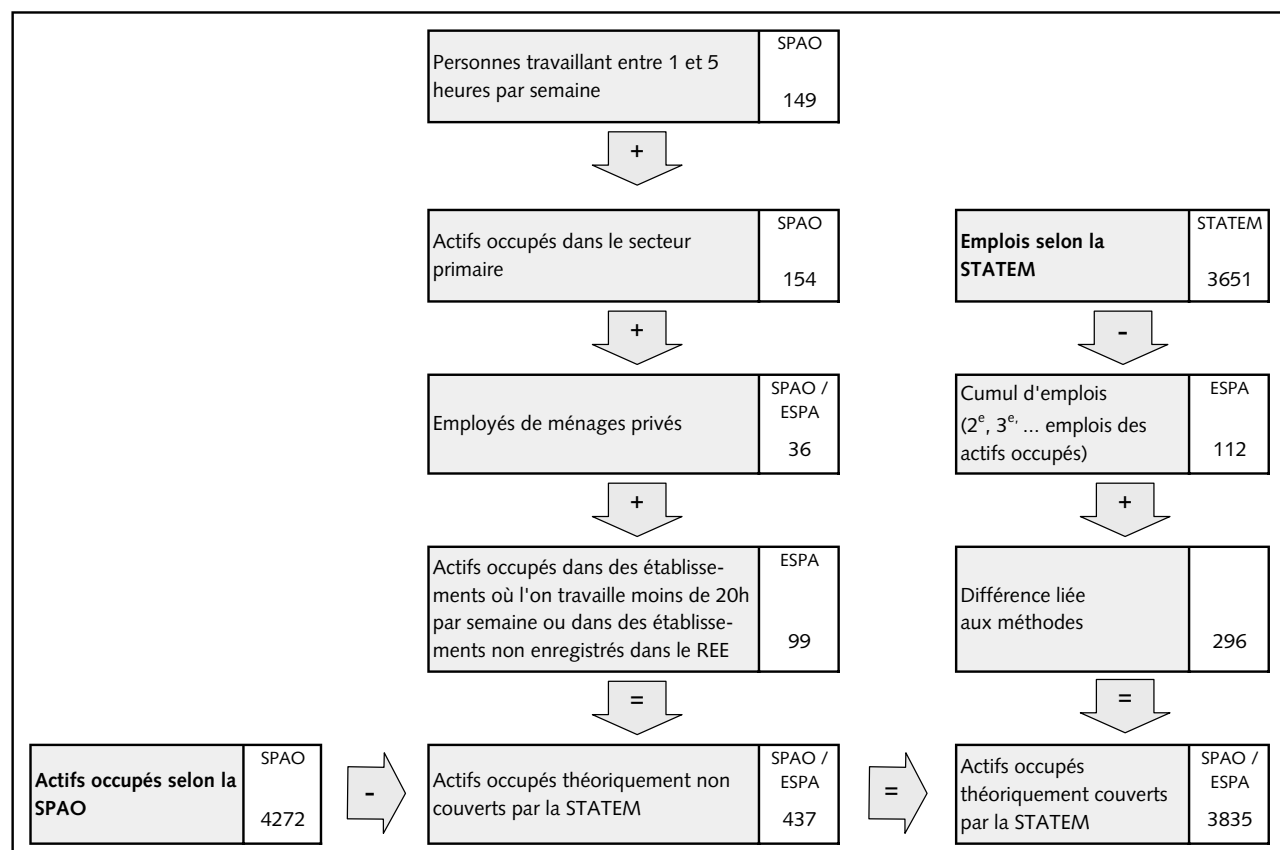 Personnes travaillant entre 1 et 5
heures par semaine
SPAO
149
+
Actifs occupés dans le secteur
primaire
SPAO
154
+
Employés de ménages privés
SPAO /
ESPA
36
+
Actifs occupés dans des établisse-
ments où l'on travaille moins de 20h
par semaine ou dans des établisse-
ments non enregistrés dans le REE
ESPA
99
=
Emplois selon la
STATEM
STATEM
3651
-
Cumul d'emplois
(2e, 3e, ... emplois des
actifs occupés)
ESPA
112
+
Différence liée
aux méthodes
296
=
Actifs occupés selon la
SPAO
SPAO
4272
-
Actifs occupés théoriquement non
couverts par la STATEM
SPAO /
ESPA
437
=
Actifs occupés
théoriquement couverts
par la STATEM
SPAO /
ESPA
3835